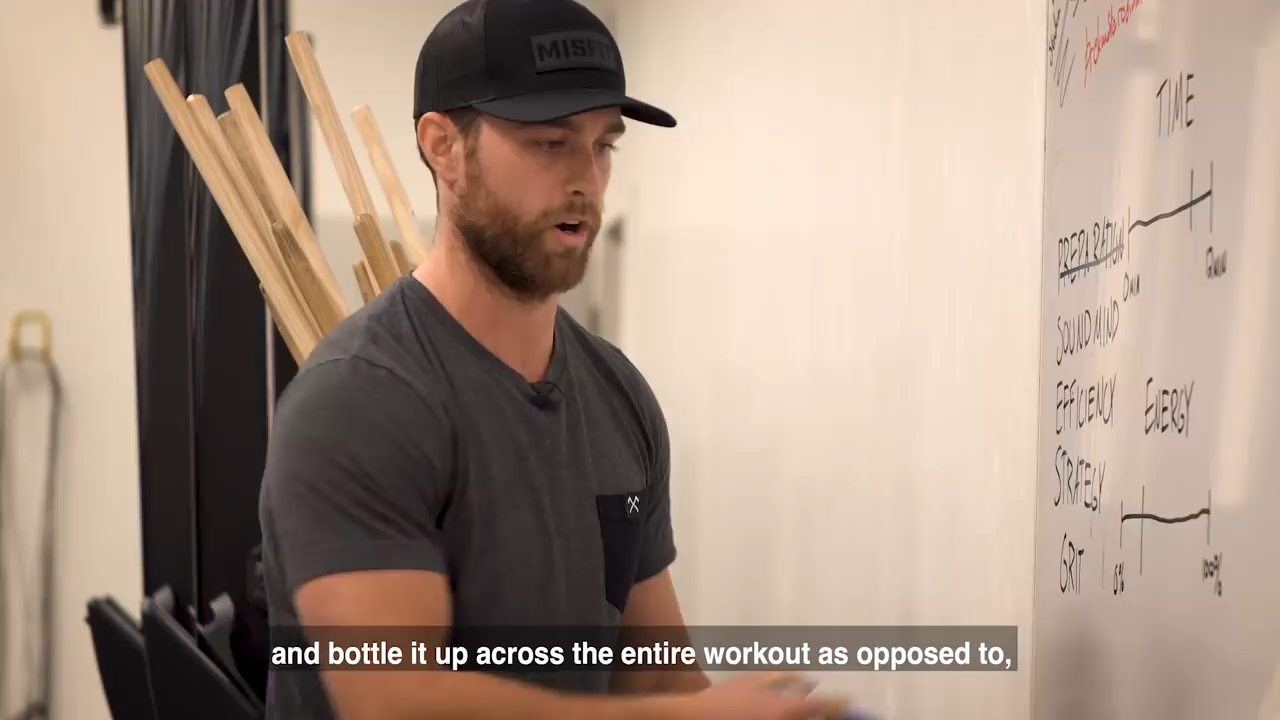 MISFIT
TIME
PREPARATION
0min
12min
SOUND MIND
EFFICIENCY
ENERGY
STRATEGY
GRIT
0%
100%
and bottle it up across the entire workout as opposed to,